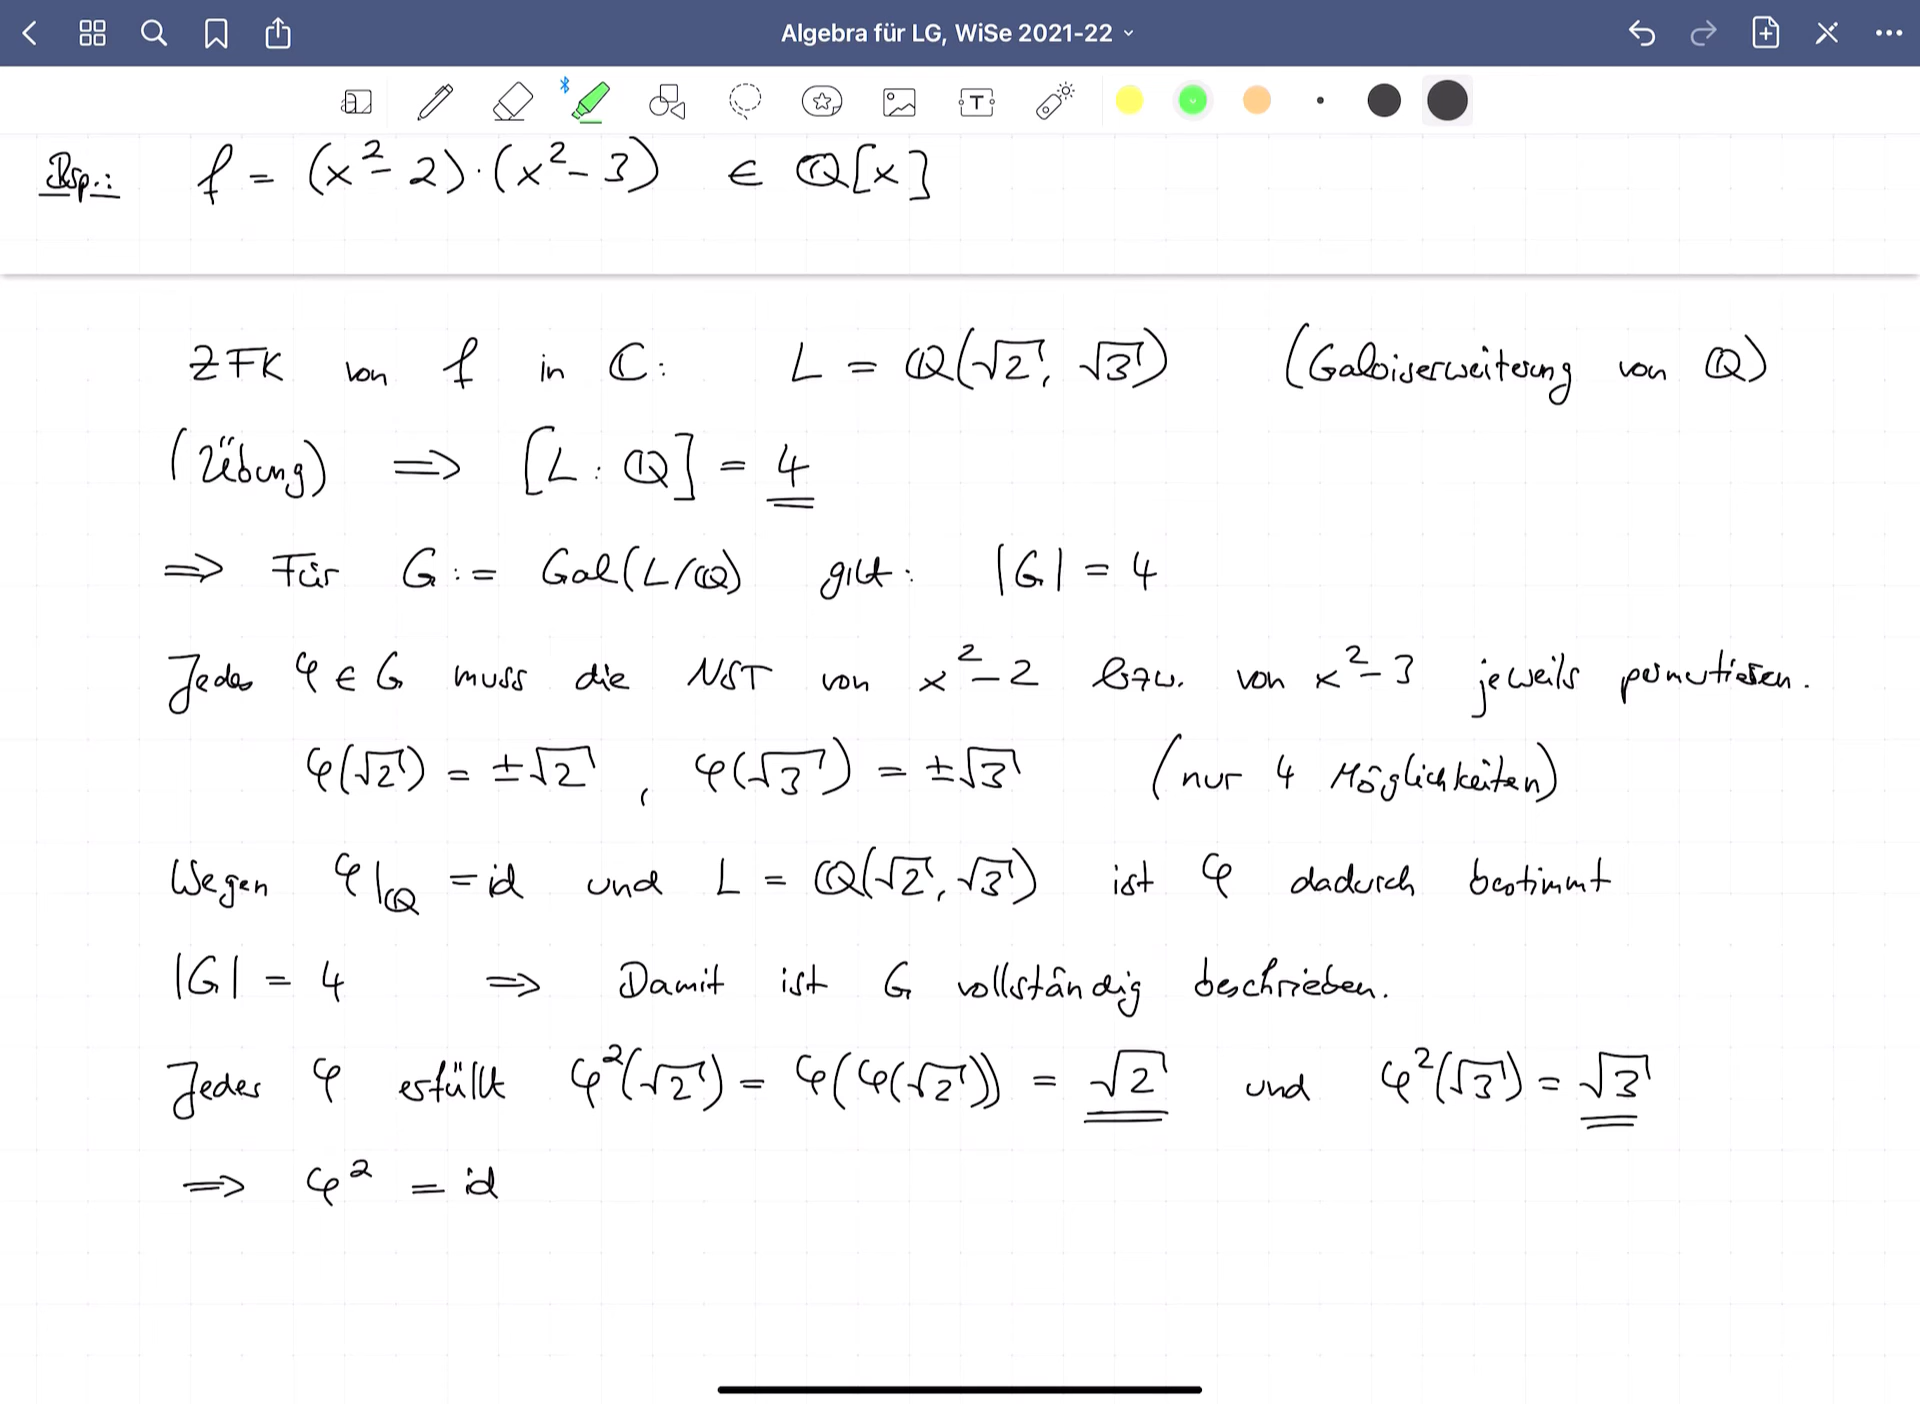 Algebra für LG, WiSe 2021-22
Bsp.: f = (x² - 2)·(x² - 3) ∈ ℚ[x]
ZFK von f in ℂ: L = ℚ(√2, √3) (Galoiserweiterung von ℚ)
(Übung) ⟹ [L : ℚ] = 4
⟹ Für G := Gal(L/ℚ) gilt: |G| = 4
Jedes φ ∈ G muss die NST von x² - 2 bzw. von x² - 3 jeweils permutieren.
φ(√2) = ±√2, φ(√3) = ±√3 (nur 4 Möglichkeiten)
Wegen φ|ℚ = id und L = ℚ(√2, √3) ist φ dadurch bestimmt
|G| = 4 ⟹ Damit ist G vollständig beschrieben.
Jedes φ erfüllt φ²(√2) = φ(φ(√2)) = √2 und φ²(√3) = √3
⟹ φ² = id